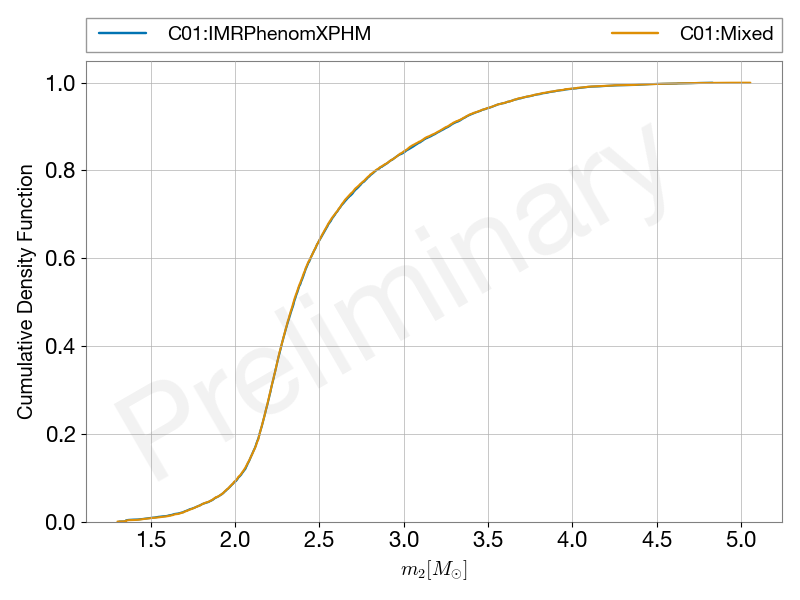 C01:IMRPhenomXPHM C01:Mixed
1.0
0.8
0.6
0.4
0.2
0.0
Cumulative Density Function
Preliminary
1.5 2.0 2.5 3.0 3.5 4.0 4.5 5.0
m₂[M☉]